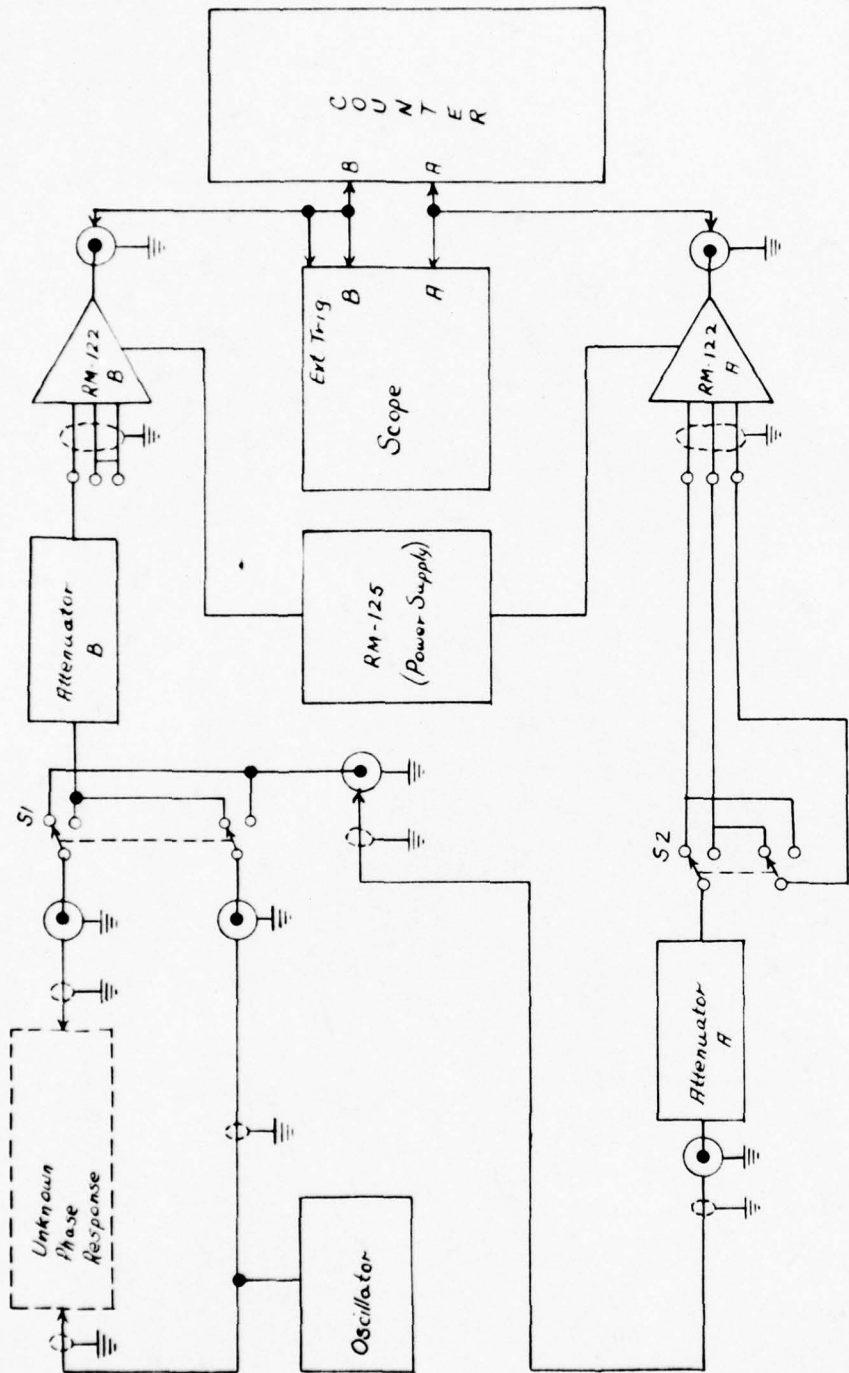 Unknown
Phase
Response
Oscillator
S1
Attenuator
B
RM-122
B
RM-125
(Power Supply)
Ext Trig
B
A
Scope
B
A
COUNTER
Attenuator
A
S2
RM-122
A